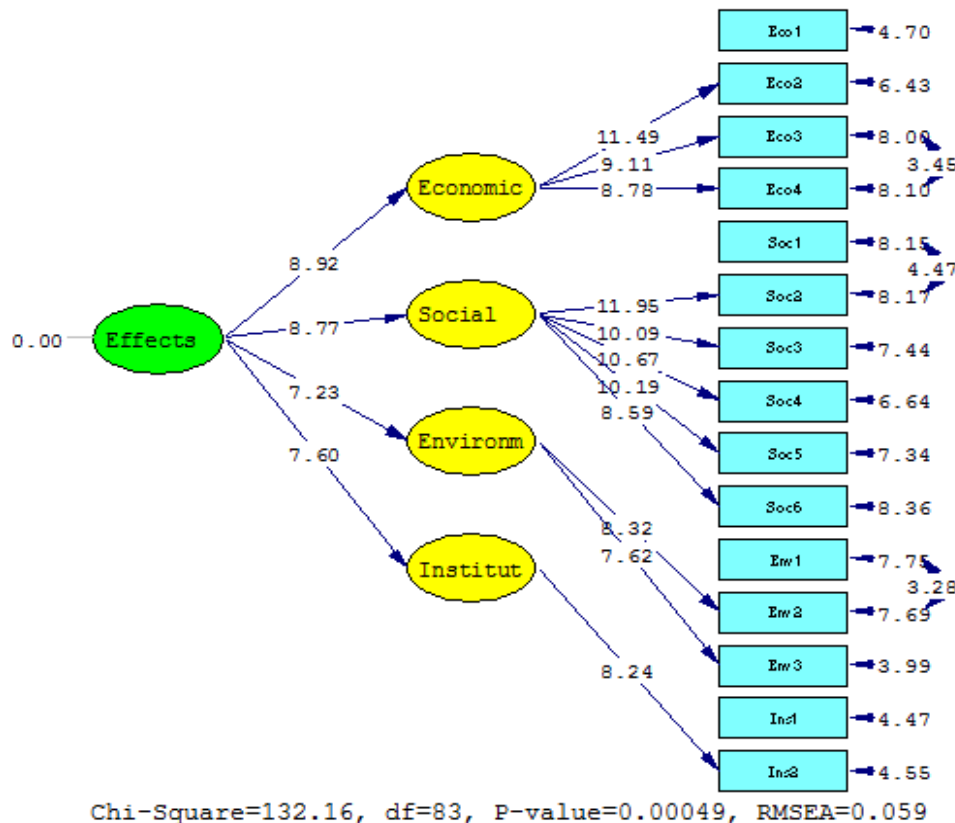 Eco1 4.70
Eco2 6.43
11.49 Eco3 8.00
9.11 3.45
Economic 8.78 Eco4 8.10
Soc1 8.15
8.92 4.47
11.95 Soc2 8.17
Social
8.77
0.00 Effects 10.09 Soc3 7.44
10.67
10.19 Soc4 6.64
7.23 8.59
Environm Soc5 7.34
7.60
Soc6 8.36
8.32
7.62 Env1 7.75
Institut 3.28
Env2 7.69
8.24 Env3 3.99
Ins1 4.47
Ins2 4.55
Chi-Square=132.16, df=83, P-value=0.00049, RMSEA=0.059